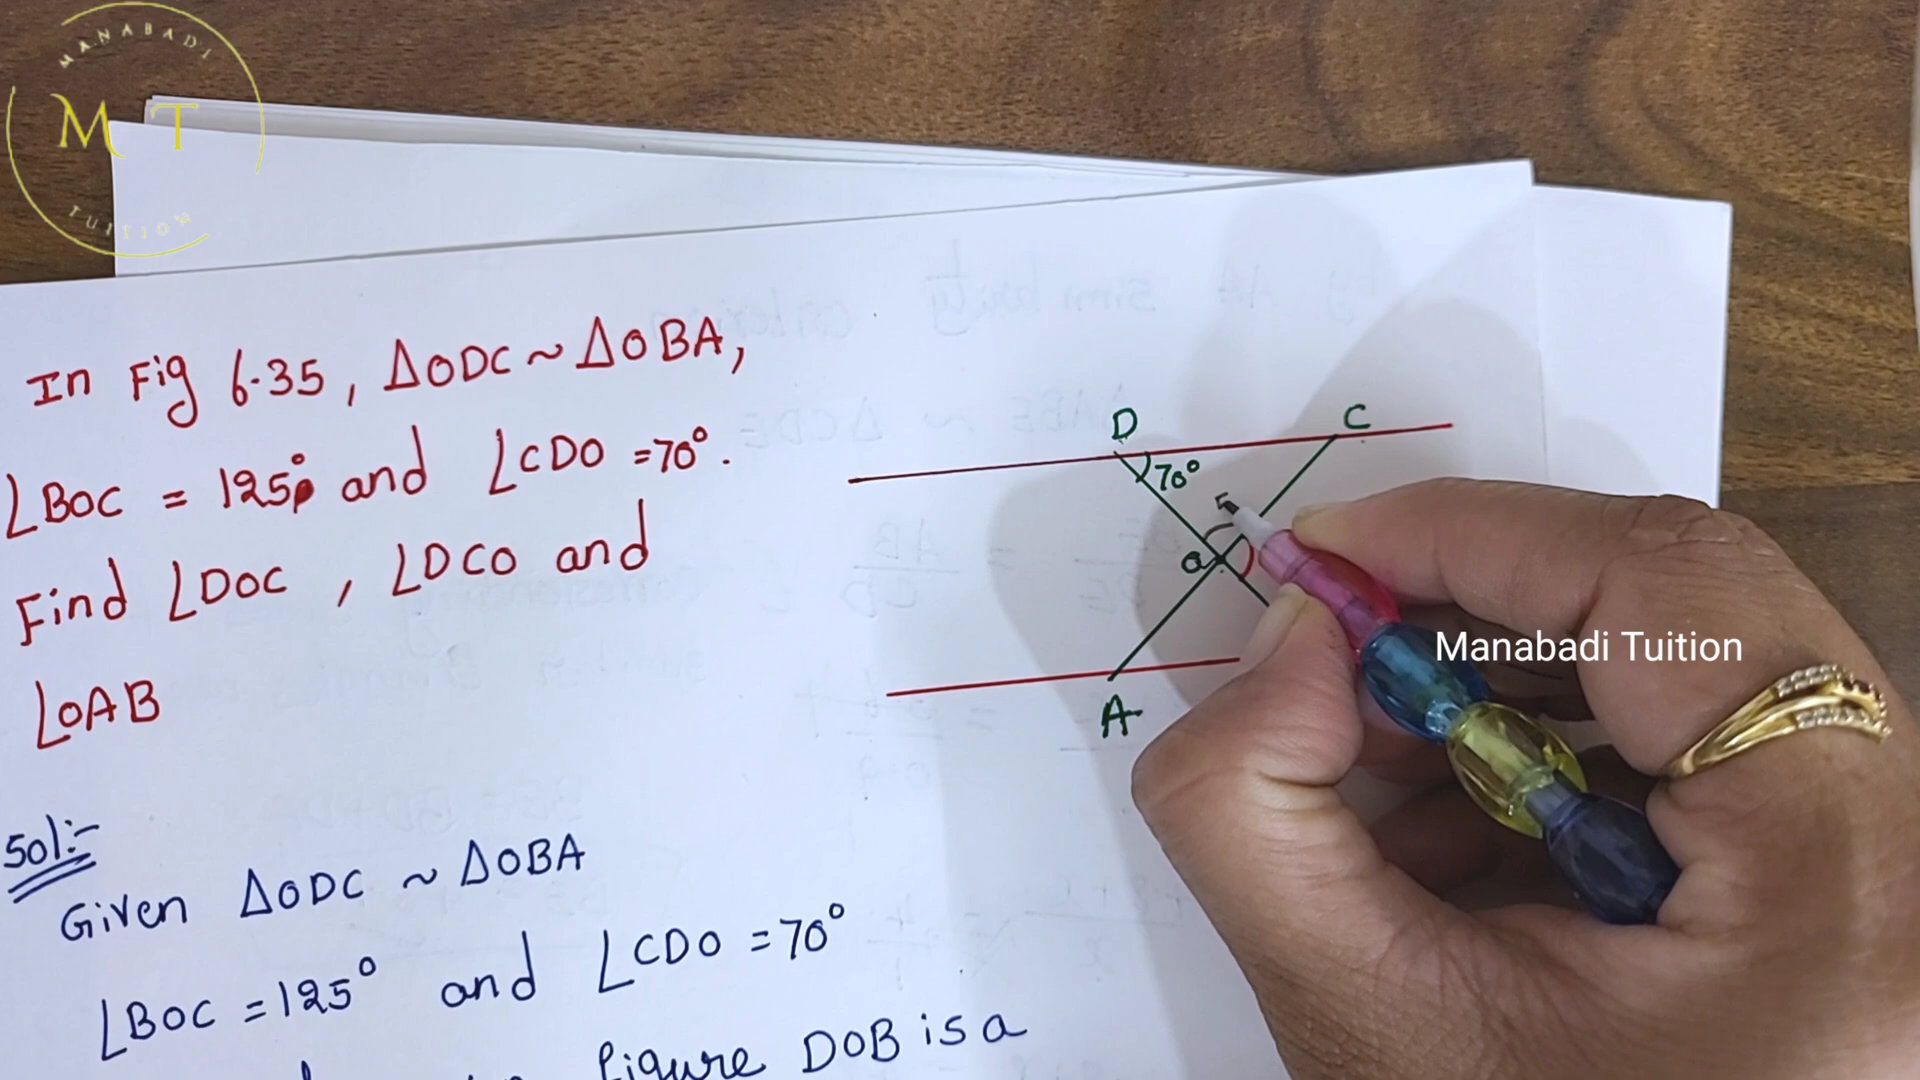 MANABADI
M T
TUITION
In Fig 6.35, ΔODC ~ ΔOBA,
∠BOC = 125° and ∠CDO = 70°.
Find ∠DOC, ∠DCO and
∠OAB
D
C
70°
5
A
Manabadi Tuition
Sol:-
Given ΔODC ~ ΔOBA
∠BOC = 125° and ∠CDO = 70°
figure DOB is a